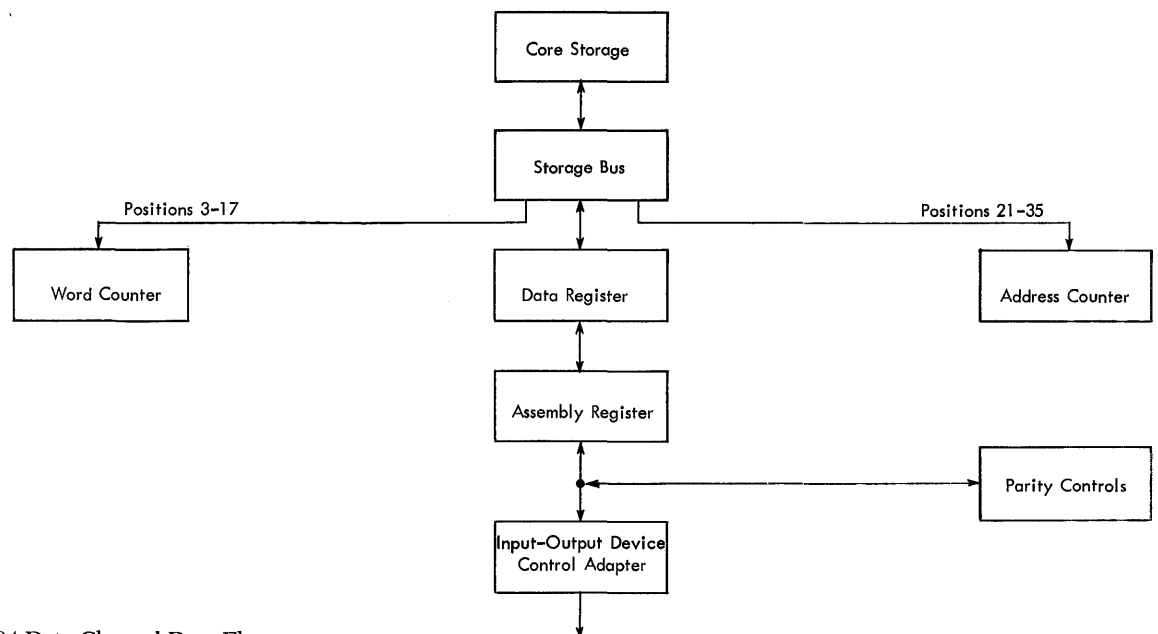 Core Storage
Storage Bus
Positions 3-17
Positions 21-35
Word Counter
Data Register
Address Counter
Assembly Register
Parity Controls
Input-Output Device
Control Adapter